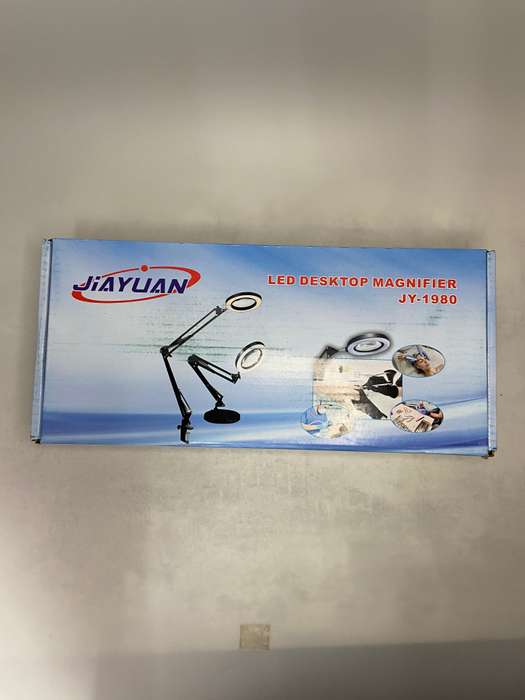 JiAYUAN
LED DESKTOP MAGNIFIER
JY-1980